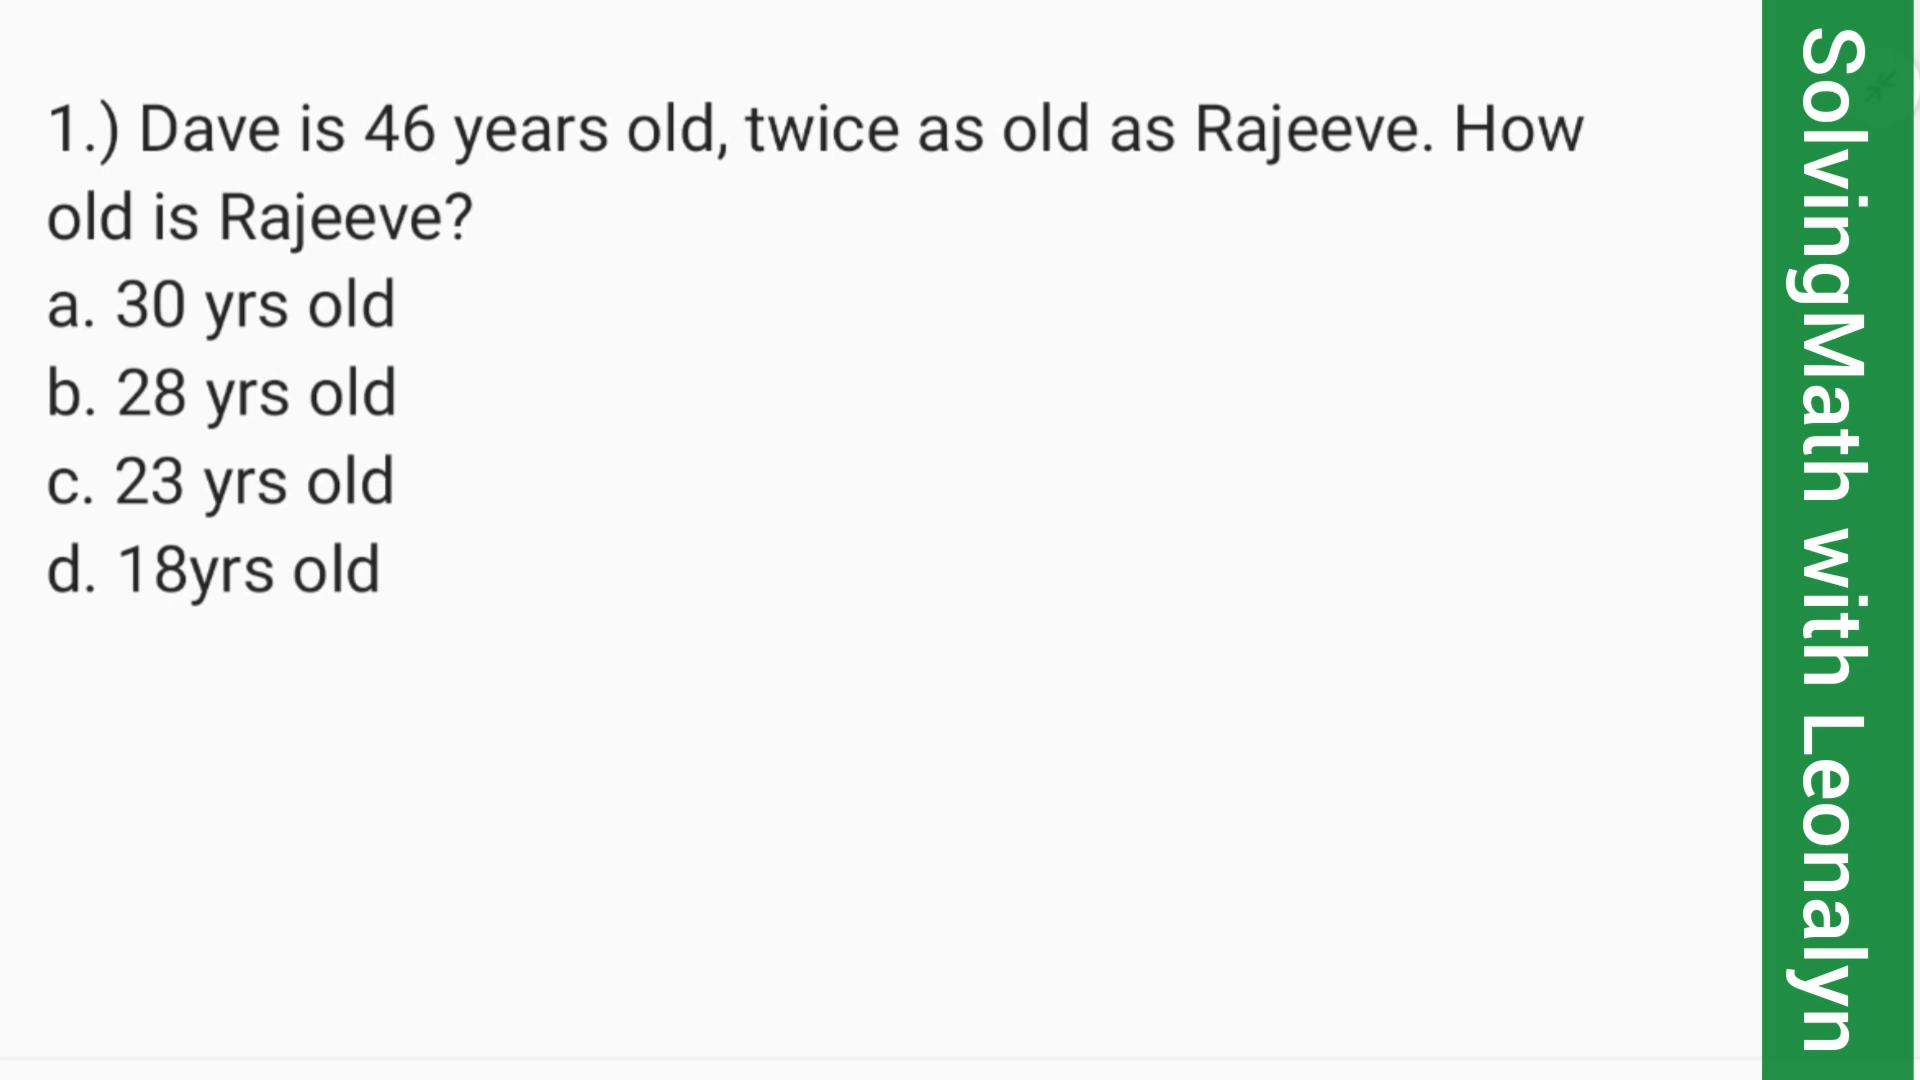 1.) Dave is 46 years old, twice as old as Rajeeve. How
old is Rajeeve?
a. 30 yrs old
b. 28 yrs old
c. 23 yrs old
d. 18yrs old
SolvingMath with Leonalyn